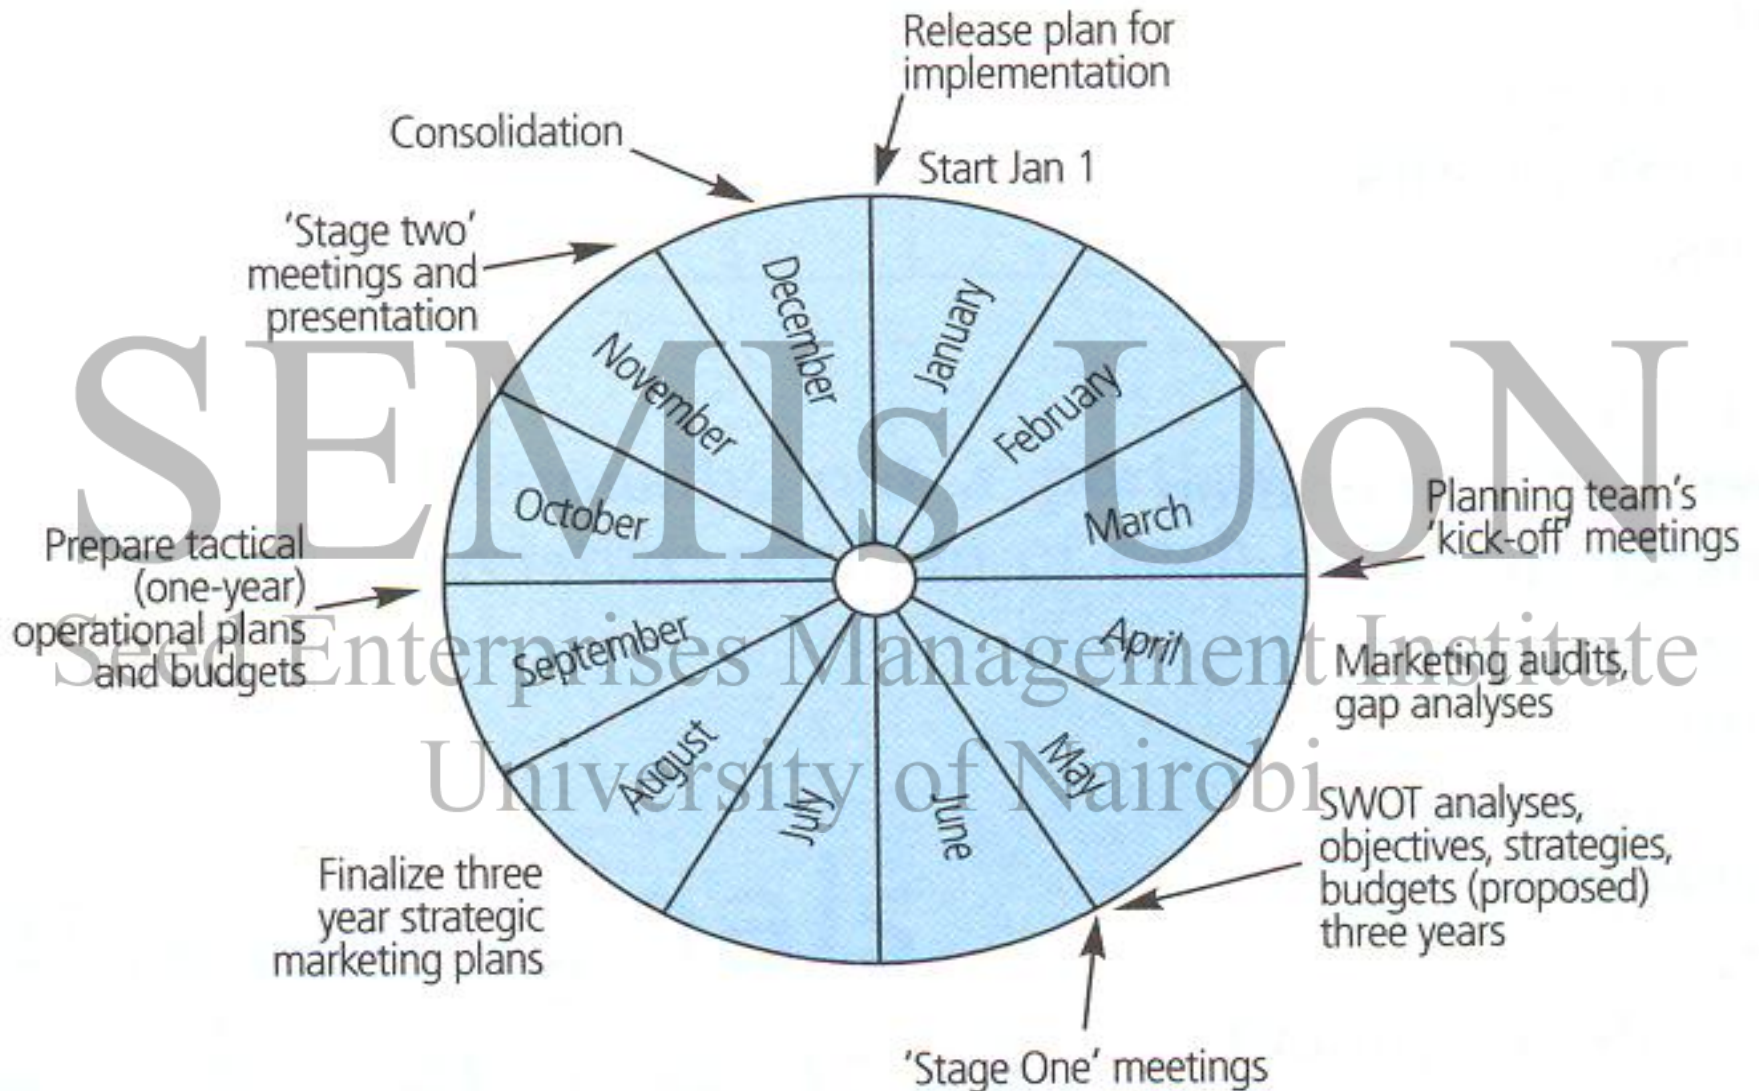 Release plan for
implementation
Start Jan 1
Consolidation
'Stage two'
meetings and
presentation
January
February
March
April
May
June
July
August
September
October
November
December
Planning team's
'kick-off' meetings
Marketing audits,
gap analyses
SWOT analyses,
objectives, strategies,
budgets (proposed)
three years
'Stage One' meetings
Finalize three
year strategic
marketing plans
Prepare tactical
(one-year)
operational plans
and budgets
SEMIs UoN
Seed Enterprises Management Institute
University of Nairobi